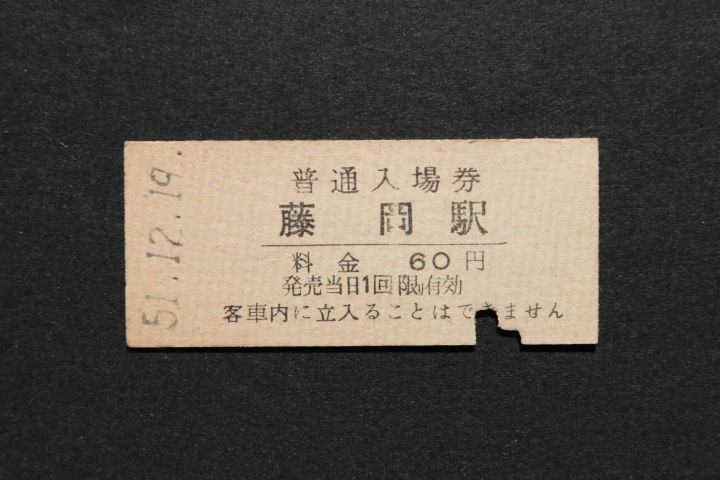 普通入場券
藤岡駅
料金 60円
発売当日1回限り有効
客車内に立入ることはできません
51.12.19.